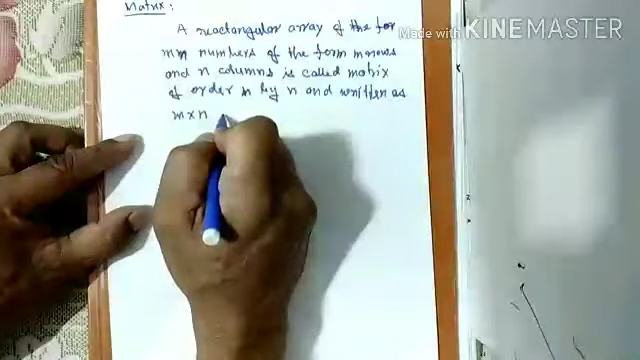 Matrix:
A reactangular array of the for
mn numbers of the form m rows
and n columns is called matrix
of order n by n and written as
m×n
Made with KINEMASTER